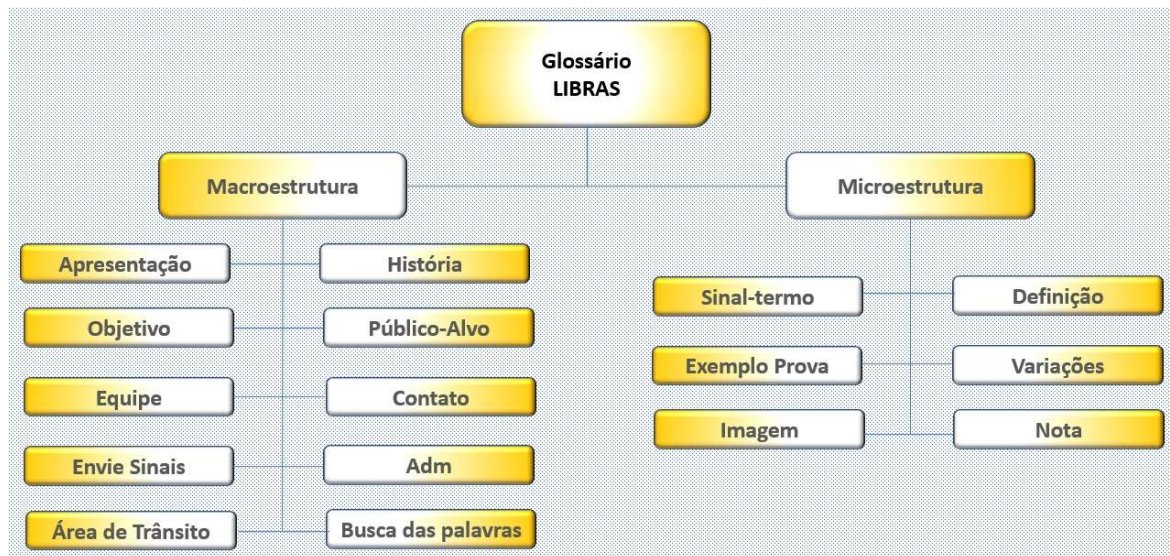 Glossário
LIBRAS
Macroestrutura
Microestrutura
Apresentação
História
Objetivo
Público-Alvo
Equipe
Contato
Envie Sinais
Adm
Área de Trânsito
Busca das palavras
Sinal-termo
Definição
Exemplo Prova
Variações
Imagem
Nota